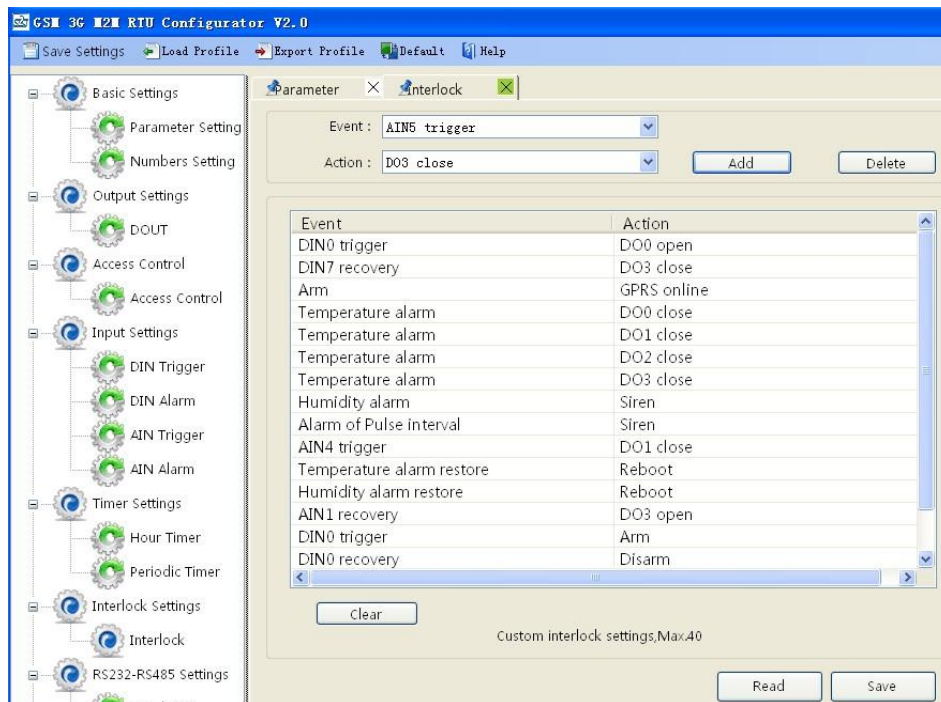 GSM 3G M2M RTU Configurator V2.0
Save Settings Load Profile Export Profile Default Help
Basic Settings
Parameter Setting
Numbers Setting
Output Settings
DOUT
Access Control
Access Control
Input Settings
DIN Trigger
DIN Alarm
AIN Trigger
AIN Alarm
Timer Settings
Hour Timer
Periodic Timer
Interlock Settings
Interlock
RS232-RS485 Settings
Parameter Interlock
Event : AIN5 trigger
Action : DO3 close Add Delete
Event Action
DIN0 trigger DO0 open
DIN7 recovery DO3 close
Arm GPRS online
Temperature alarm DO0 close
Temperature alarm DO1 close
Temperature alarm DO2 close
Temperature alarm DO3 close
Humidity alarm Siren
Alarm of Pulse interval Siren
AIN4 trigger DO1 close
Temperature alarm restore Reboot
Humidity alarm restore Reboot
AIN1 recovery DO3 open
DIN0 trigger Arm
DIN0 recovery Disarm
Clear
Custom interlock settings,Max.40
Read Save